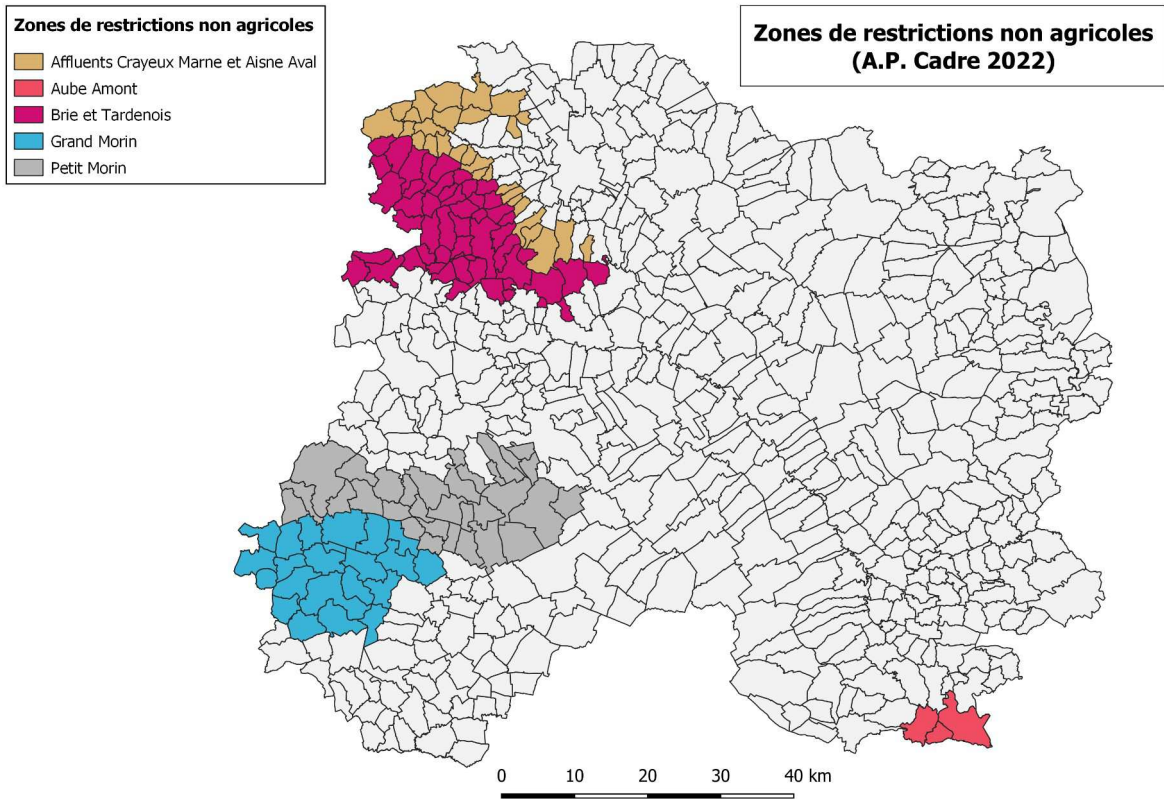 Zones de restrictions non agricoles
Affluents Crayeux Marne et Aisne Aval
Aube Amont
Brie et Tardenois
Grand Morin
Petit Morin
Zones de restrictions non agricoles
(A.P. Cadre 2022)
0 10 20 30 40 km